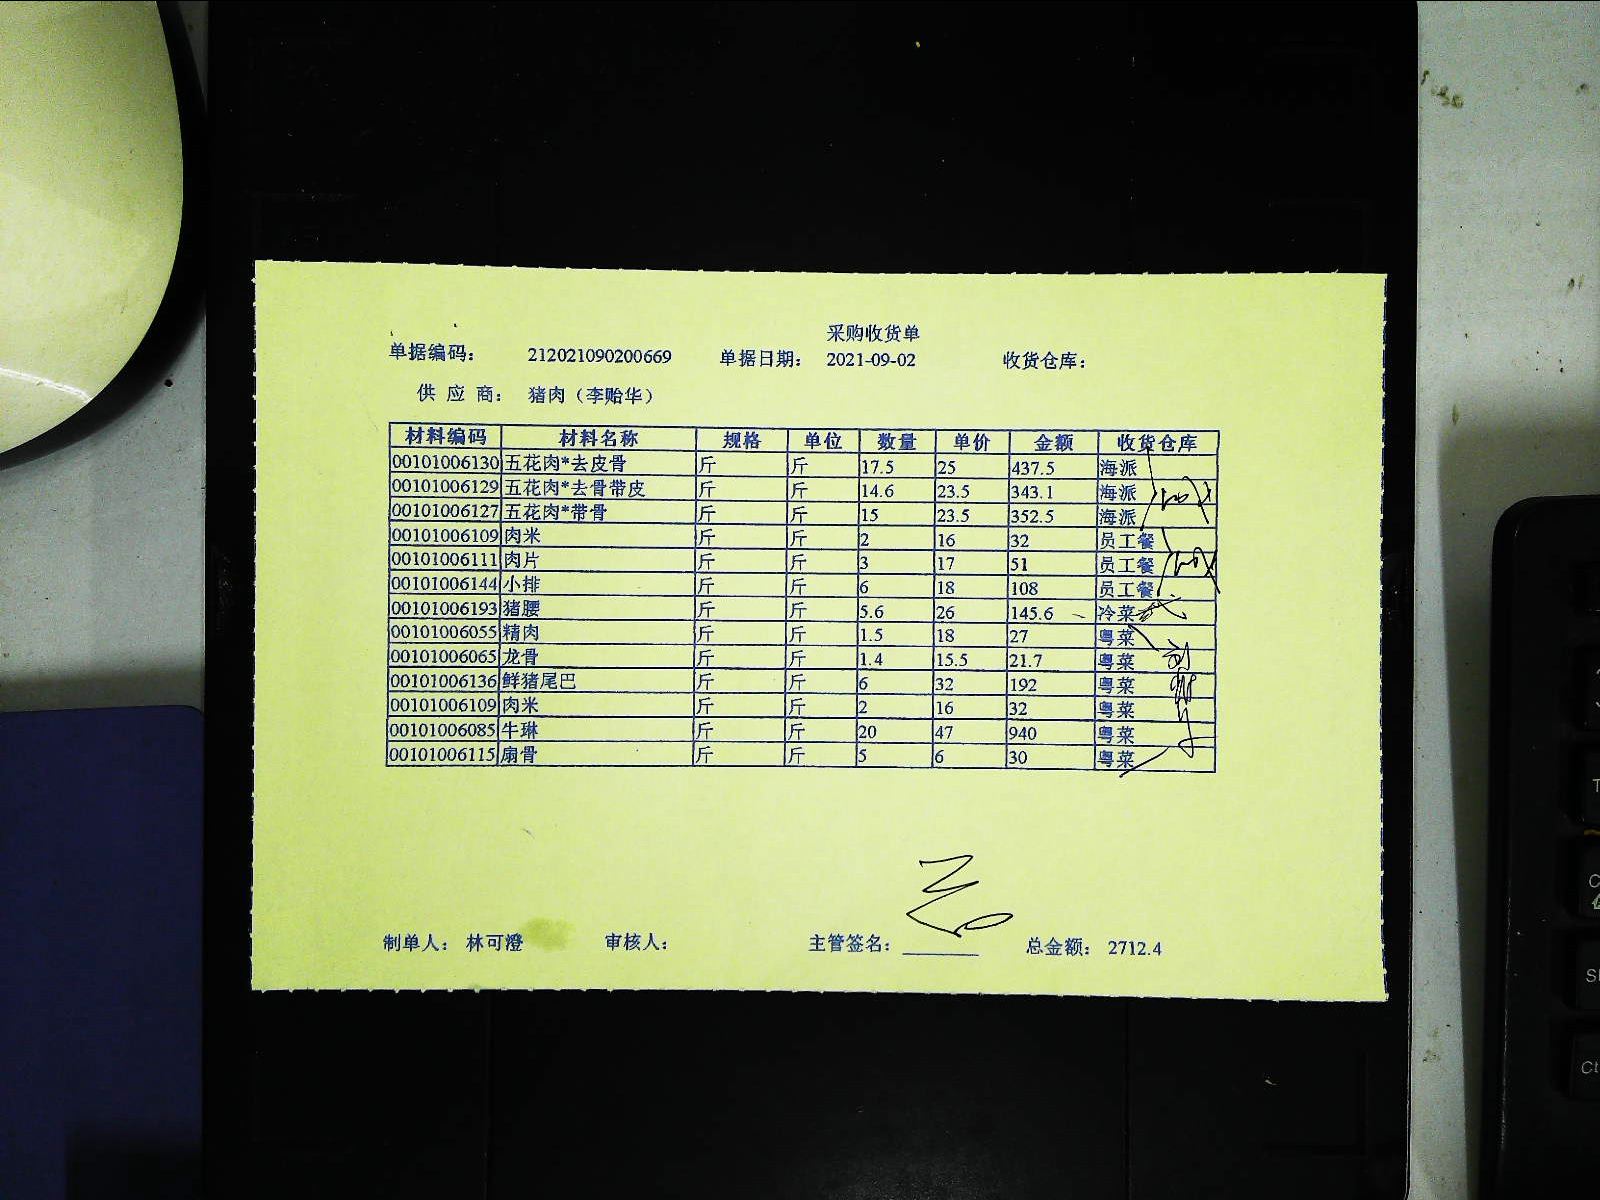 采购收货单
单据编码： 212021090200669 单据日期： 2021-09-02 收货仓库：
供 应 商： 猪肉（李贻华）
材料编码 材料名称 规格 单位 数量 单价 金额 收货仓库
00101006130 五花肉*去皮骨 斤 斤 17.5 25 437.5 海派
00101006129 五花肉*去骨带皮 斤 斤 14.6 23.5 343.1 海派
00101006127 五花肉*带骨 斤 斤 15 23.5 352.5 海派
00101006109 肉米 斤 斤 2 16 32 员工餐
00101006111 肉片 斤 斤 3 17 51 员工餐
00101006144 小排 斤 斤 6 18 108 员工餐
00101006193 猪腰 斤 斤 5.6 26 145.6 冷菜
00101006055 精肉 斤 斤 1.5 18 27 粤菜
00101006065 龙骨 斤 斤 1.4 15.5 21.7 粤菜
00101006136 鲜猪尾巴 斤 斤 6 32 192 粤菜
00101006109 肉米 斤 斤 2 16 32 粤菜
00101006085 牛琳 斤 斤 20 47 940 粤菜
00101006115 扇骨 斤 斤 5 6 30 粤菜
制单人： 林可澄 审核人： 主管签名： 总金额： 2712.4